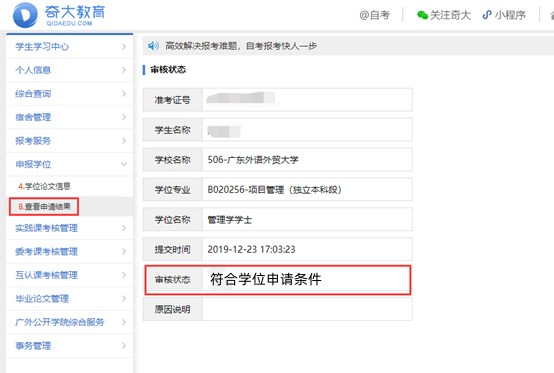 奇大教育
QIDAEDU.COM
@自考
关注奇大
小程序
学生学习中心
个人信息
综合查询
宿舍管理
报考服务
申报学位
4.学位论文信息
8.查看申请结果
实践课考核管理
委考课考核管理
互认课考核管理
毕业论文管理
广外公开学院综合服务
事务管理
高效解决报考难题，自考报考快人一步
审核状态
准考证号
学生名称
学校名称 506-广东外语外贸大学
学位专业 B020256-项目管理（独立本科段）
学位名称 管理学学士
提交时间 2019-12-23 17:03:23
审核状态 符合学位申请条件
原因说明